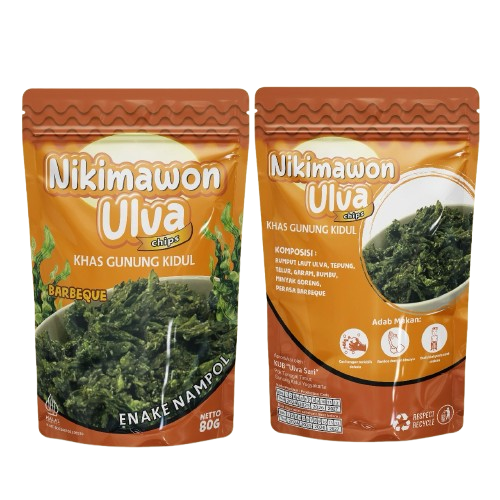 Nikimawon
Ulva
chips
KHAS GUNUNG KIDUL
BARBEQUE
ENAKE NAMPOL
NETTO
80G
Nikimawon
Ulva
chips
KHAS GUNUNG KIDUL
KOMPOSISI :
RUMPUT LAUT ULVA, TEPUNG,
TELUR, GARAM, BUMBU,
MINYAK GORENG,
PERASA BARBEQUE
Adab Makan:
KUB "Ulva Sari"
RESPECT
RECYCLE